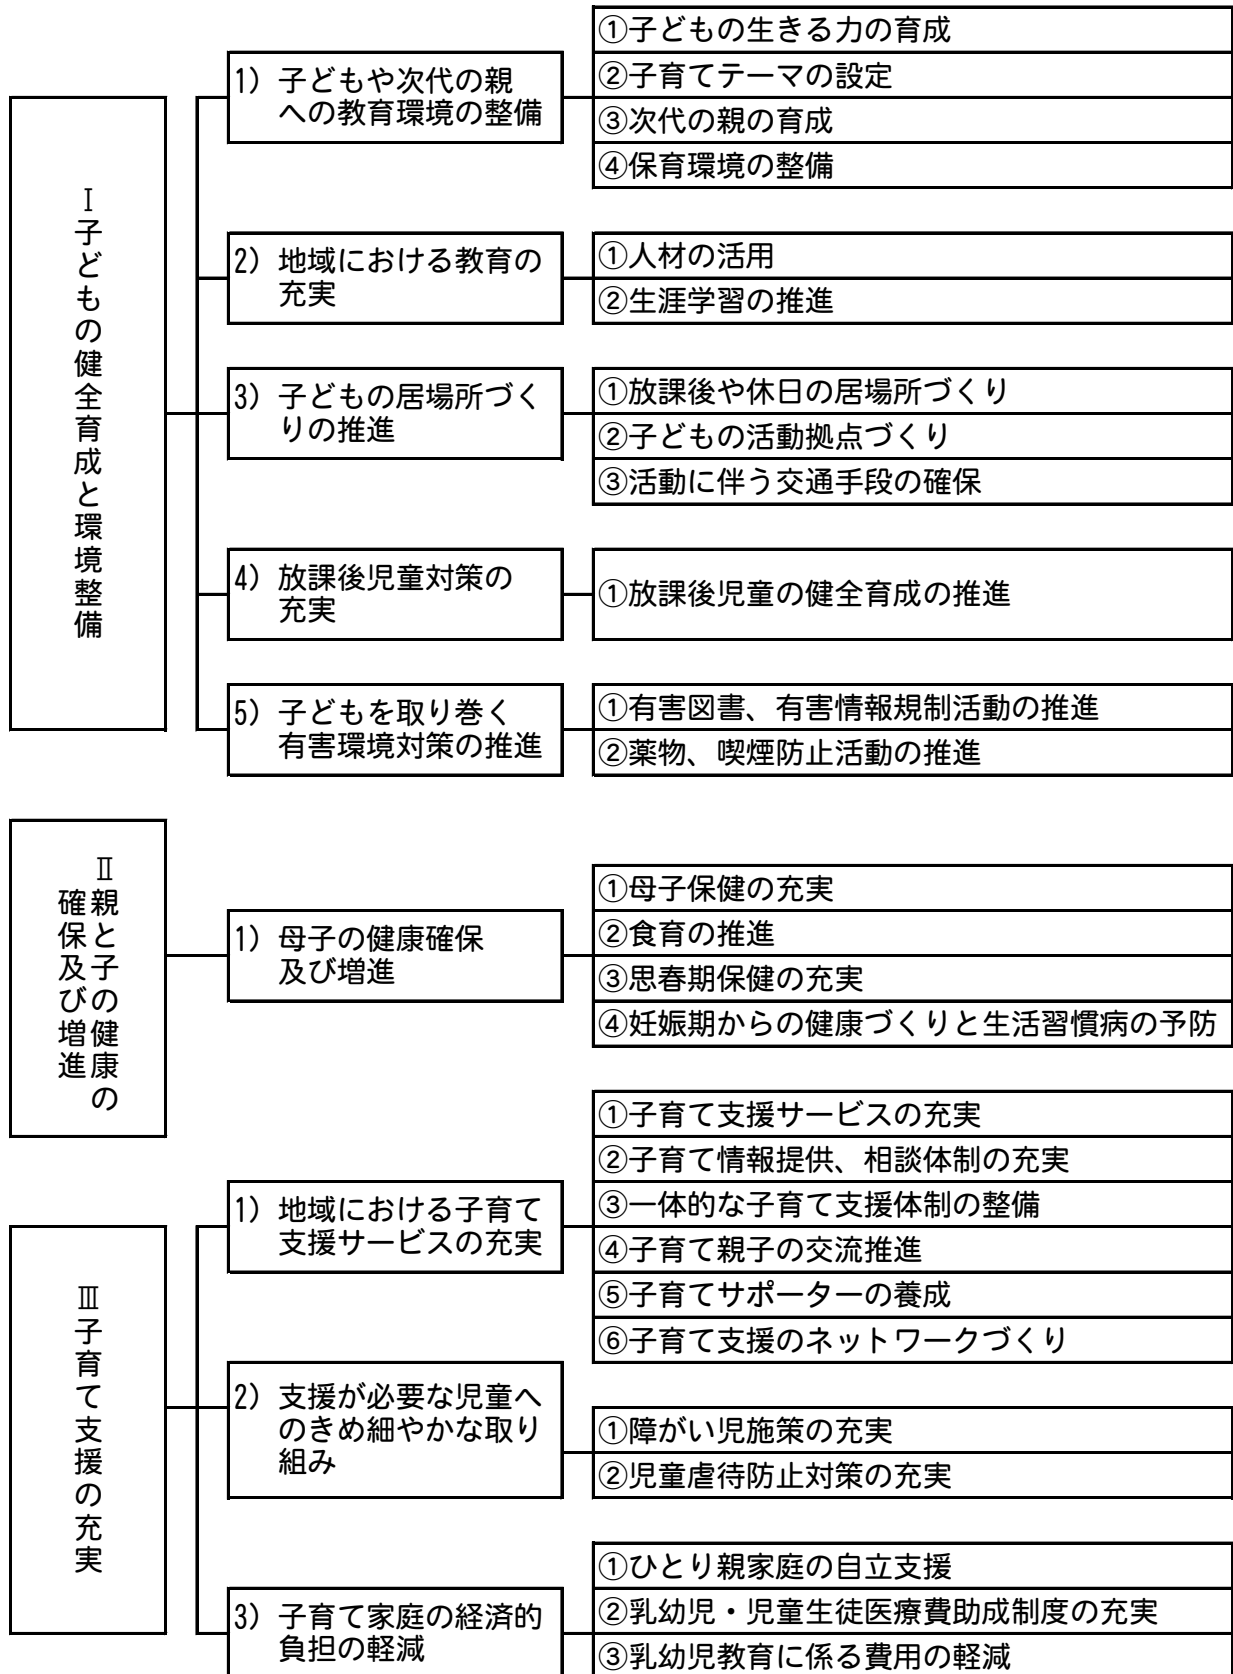 Ⅰ子どもの健全育成と環境整備
1）子どもや次代の親
への教育環境の整備
①子どもの生きる力の育成
②子育てテーマの設定
③次代の親の育成
④保育環境の整備
2）地域における教育の
充実
①人材の活用
②生涯学習の推進
3）子どもの居場所づく
りの推進
①放課後や休日の居場所づくり
②子どもの活動拠点づくり
③活動に伴う交通手段の確保
4）放課後児童対策の
充実
①放課後児童の健全育成の推進
5）子どもを取り巻く
有害環境対策の推進
①有害図書、有害情報規制活動の推進
②薬物、喫煙防止活動の推進
Ⅱ親と子の健康の
確保及び増進
1）母子の健康確保
及び増進
①母子保健の充実
②食育の推進
③思春期保健の充実
④妊娠期からの健康づくりと生活習慣病の予防
Ⅲ子育て支援の充実
1）地域における子育て
支援サービスの充実
①子育て支援サービスの充実
②子育て情報提供、相談体制の充実
③一体的な子育て支援体制の整備
④子育て親子の交流推進
⑤子育てサポーターの養成
⑥子育て支援のネットワークづくり
2）支援が必要な児童へ
のきめ細やかな取り
組み
①障がい児施策の充実
②児童虐待防止対策の充実
3）子育て家庭の経済的
負担の軽減
①ひとり親家庭の自立支援
②乳幼児・児童生徒医療費助成制度の充実
③乳幼児教育に係る費用の軽減